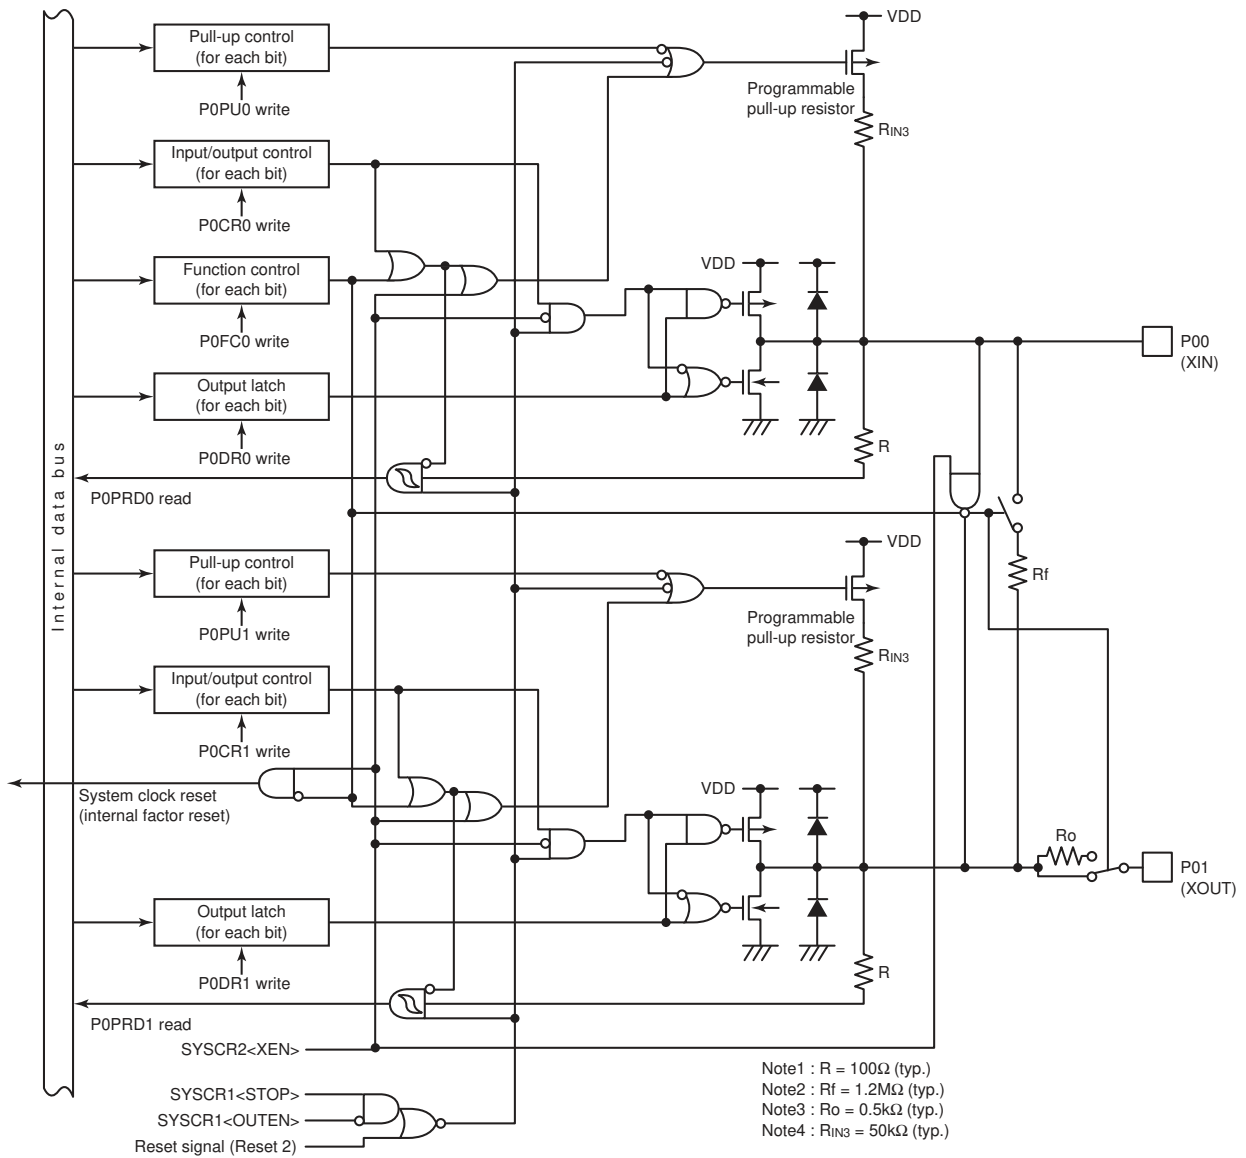 VDD
Pull-up control
(for each bit)
P0PU0 write
Programmable
pull-up resistor
RIN3
Input/output control
(for each bit)
P0CR0 write
Function control
(for each bit)
P0FC0 write
VDD
P00
(XIN)
Output latch
(for each bit)
P0DR0 write
R
P0PRD0 read
Internal data bus
VDD
Pull-up control
(for each bit)
P0PU1 write
Rf
Programmable
pull-up resistor
RIN3
Input/output control
(for each bit)
P0CR1 write
System clock reset
(internal factor reset)
VDD
Ro
P01
(XOUT)
Output latch
(for each bit)
P0DR1 write
R
P0PRD1 read
SYSCR2<XEN>
SYSCR1<STOP>
SYSCR1<OUTEN>
Reset signal (Reset 2)
Note1 : R = 100Ω (typ.)
Note2 : Rf = 1.2MΩ (typ.)
Note3 : Ro = 0.5kΩ (typ.)
Note4 : RIN3 = 50kΩ (typ.)